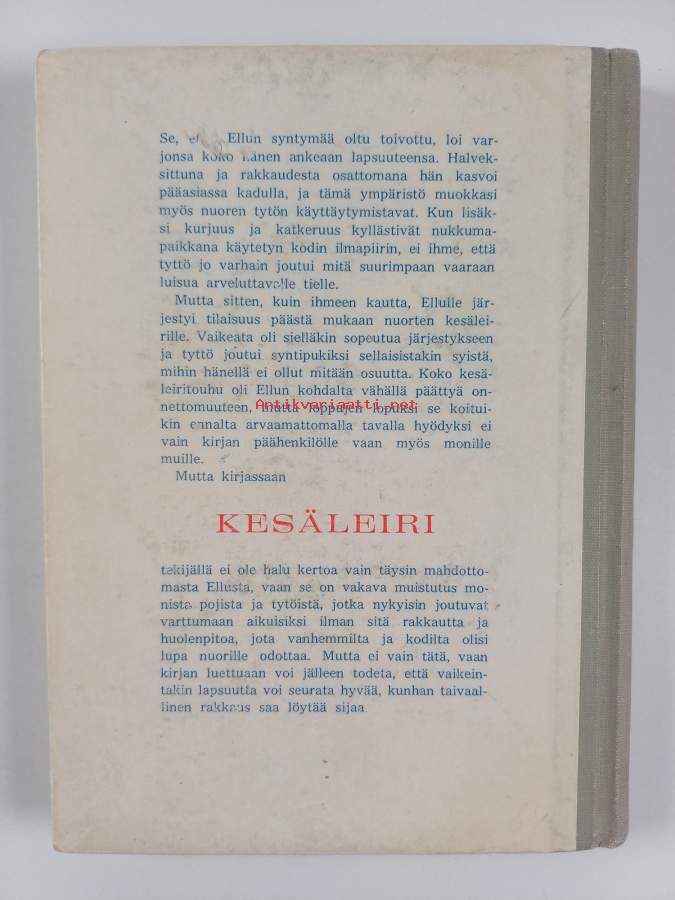 Se, Ellun syntymää oltu toivottu, loi var-
jonsa koko hänen ankeaan lapsuuteensa. Halvek-
sittuna ja rakkaudesta osattomana hän kasvoi
pääasiassa kadulla, ja tämä ympäristö muokkasi
myös nuoren tytön käyttäytymistavat. Kun lisäk-
si kurjuus ja katkeruus kyllästivät nukkuma-
paikkana käytetyn kodin ilmapiirin, ei ihme, että
tyttö jo varhain joutui mitä suurimpaan vaaraan
luisua arveluttavalle tielle.
Mutta sitten, kuin ihmeen kautta, Ellulle jär-
jestyi tilaisuus päästä mukaan nuorten kesälei-
rille. Vaikeata oli sielläkin sopeutua järjestykseen
ja tyttö joutui syntipukiksi sellaisistakin syistä,
mihin hänellä ei ollut mitään osuutta. Koko kesä-
leiritouhu oli Ellun kohdalta vähällä päättyä on-
nettomuuteen, mutta loppujen lopuksi se koitui-
Antikvariaatti.net
kin ennalta arvaamattomalla tavalla hyödyksi ei
vain kirjan päähenkilölle vaan myös monille
muille.
Mutta kirjassaan
KESÄLEIRI
tekijällä ei ole halu kertoa vain täysin mahdotto-
masta Ellusta, vaan se on vakava muistutus mo-
nista pojista ja tytöistä, jotka nykyisin joutuvat
varttumaan aikuisiksi ilman sitä rakkautta ja
huolenpitoa, jota vanhemmilta ja kodilta olisi
lupa nuorille odottaa. Mutta ei vain tätä, vaan
kirjan luettuaan voi jälleen todeta, että vaikein-
takin lapsuutta voi seurata hyvää, kunhan taivaal-
linen rakkaus saa löytää sijaa.